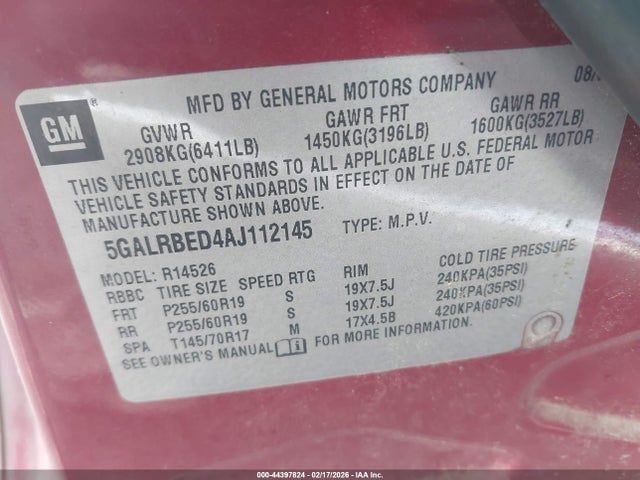 MFD BY GENERAL MOTORS COMPANY 08/
GM ®
GVWR GAWR FRT GAWR RR
2908KG(6411LB) 1450KG(3196LB) 1600KG(3527LB)
THIS VEHICLE CONFORMS TO ALL APPLICABLE U.S. FEDERAL MOTOR
VEHICLE SAFETY STANDARDS IN EFFECT ON THE DATE OF
MANUFACTURE SHOWN ABOVE.
5GALRBED4AJ112145 TYPE: M.P.V.
MODEL: R14526
RBBC TIRE SIZE SPEED RTG RIM COLD TIRE PRESSURE
FRT P255/60R19 S 19X7.5J 240KPA(35PSI)
RR P255/60R19 S 19X7.5J 240KPA(35PSI)
SPA T145/70R17 M 17X4.5B 420KPA(60PSI)
SEE OWNER'S MANUAL FOR MORE INFORMATION.
000-44397824 | 02/17/2026 | IAA Inc.